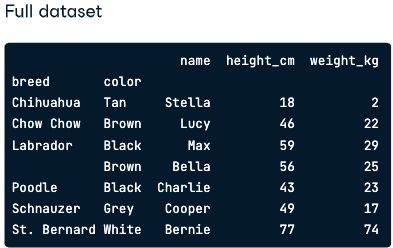 Full dataset
name height_cm weight_kg
breed color
Chihuahua Tan Stella 18 2
Chow Chow Brown Lucy 46 22
Labrador Black Max 59 29
Brown Bella 56 25
Poodle Black Charlie 43 23
Schnauzer Grey Cooper 49 17
St. Bernard White Bernie 77 74